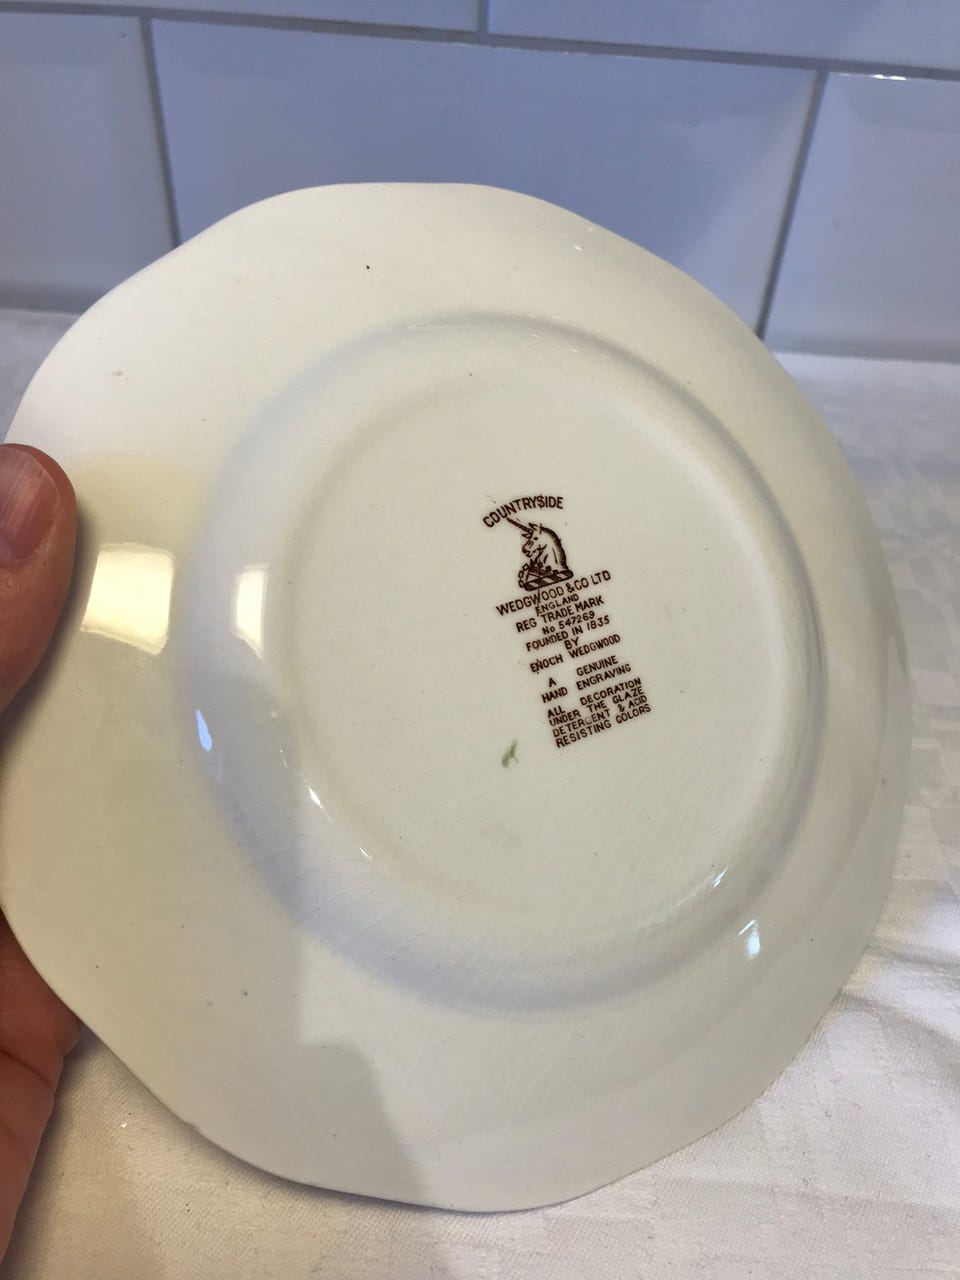 COUNTRYSIDE
WEDGWOOD & CO LTD
ENGLAND
REG TRADE MARK
No 547269
FOUNDED IN 1835
BY
ENOCH WEDGWOOD
A GENUINE
HAND ENGRAVING
ALL DECORATION
UNDER THE GLAZE
DETERGENT & ACID
RESISTING COLORS